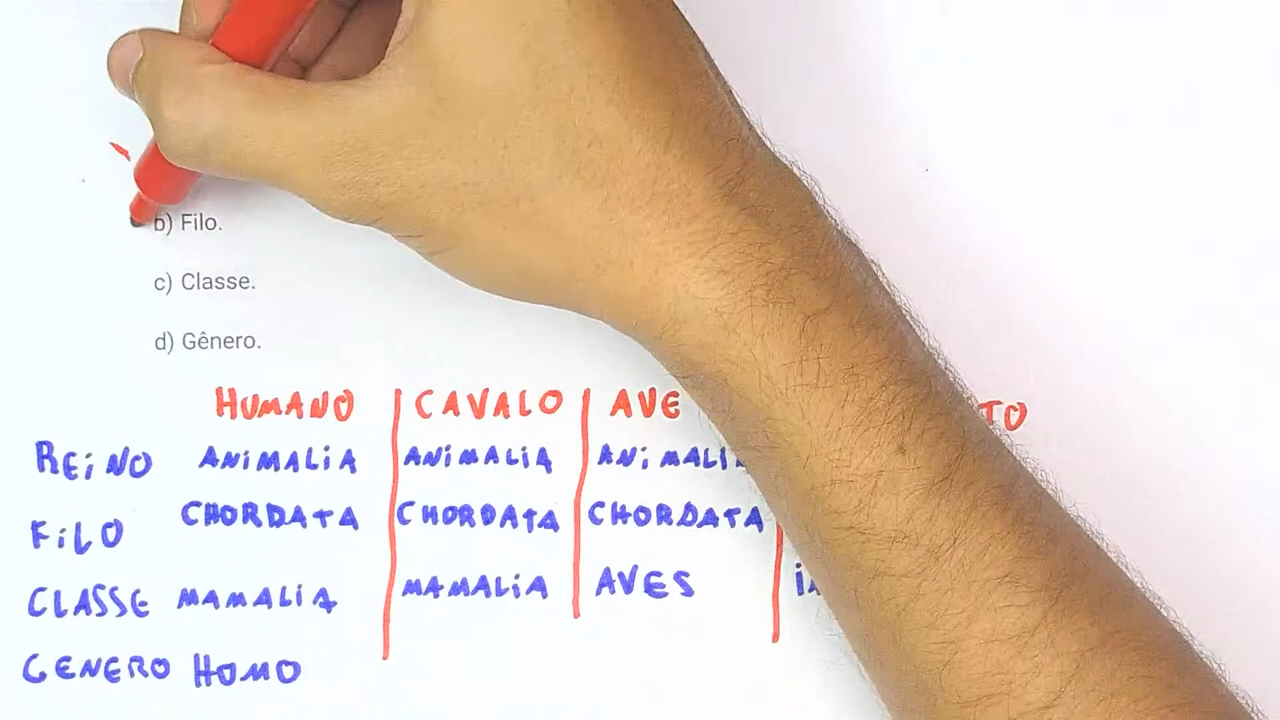 b) Filo.
c) Classe.
d) Gênero.
HUMANO CAVALO AVE
REINO ANIMALIA ANIMALIA
FILO CHORDATA CHORDATA CHORDATA
CLASSE MAMALIA MAMALIA AVES
GENERO HOMO